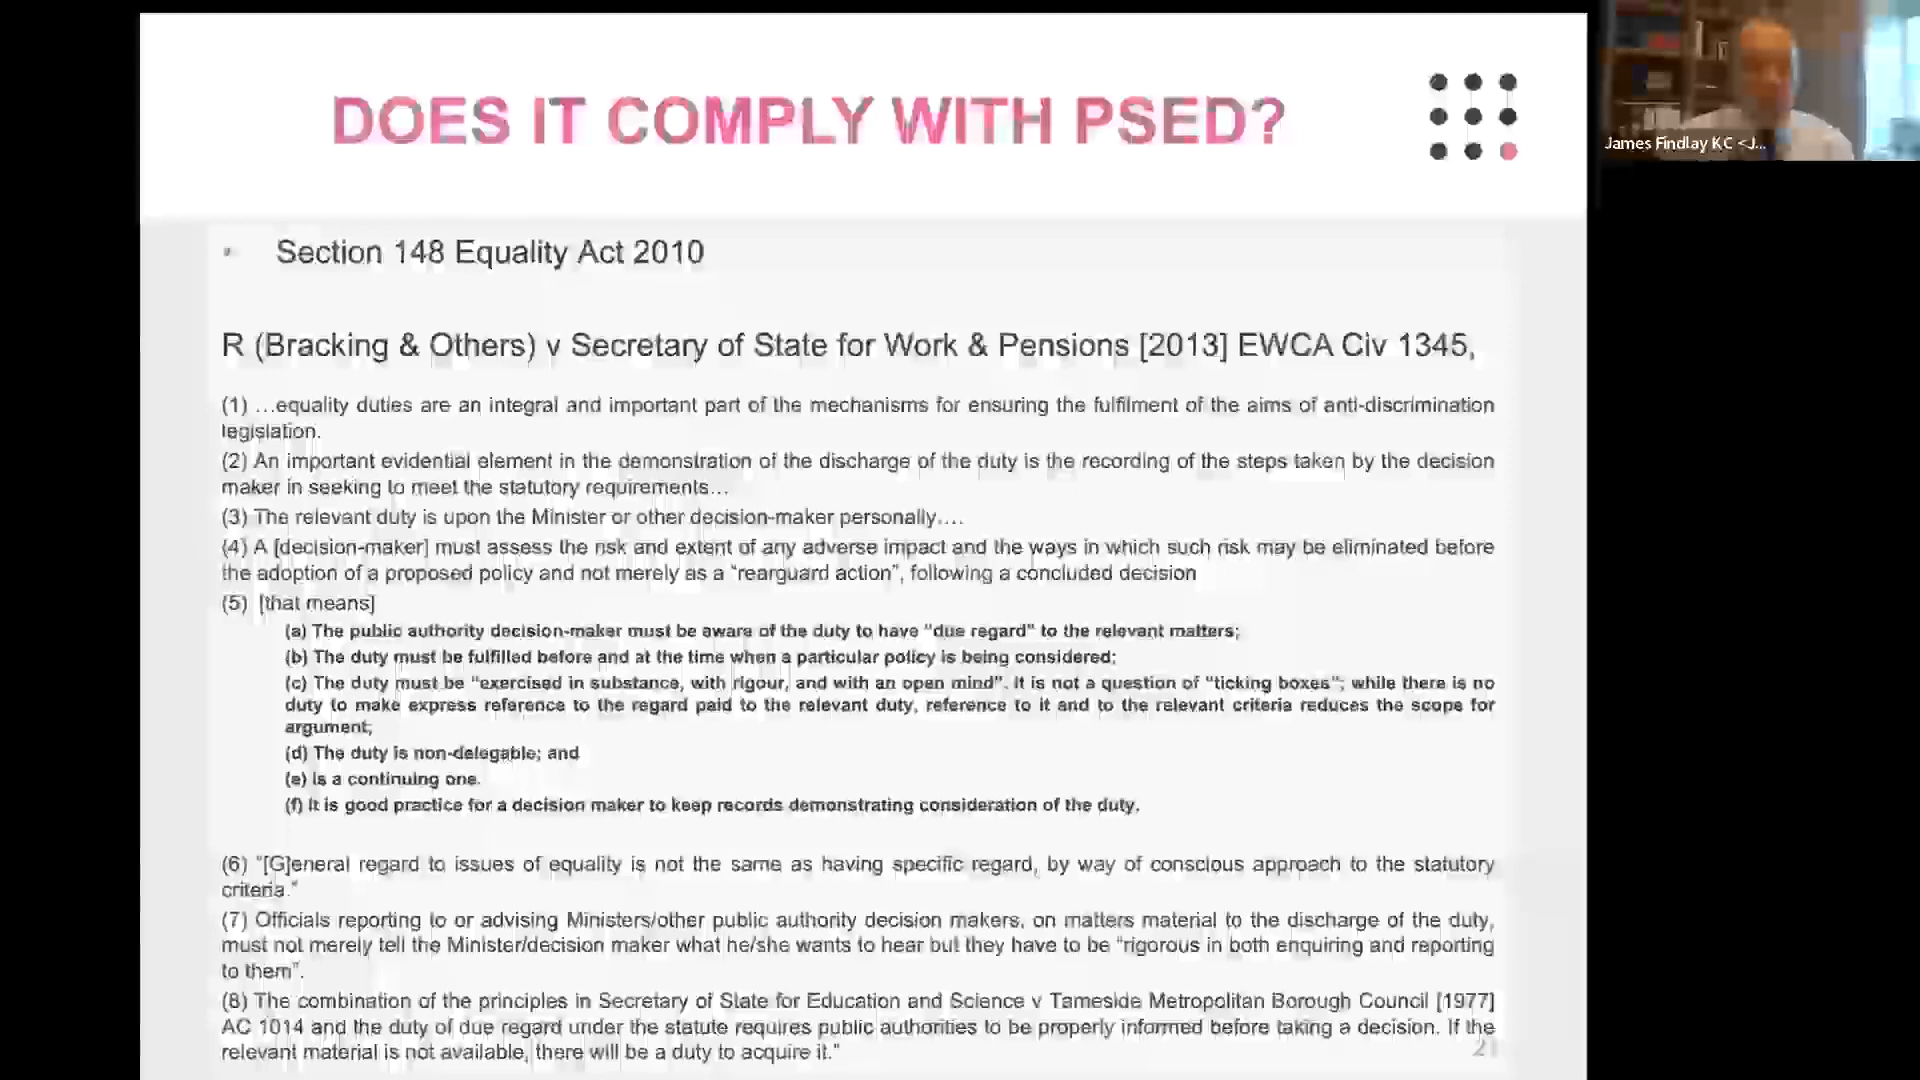 DOES IT COMPLY WITH PSED?
James Findlay KC <J...
• Section 148 Equality Act 2010
R (Bracking & Others) v Secretary of State for Work & Pensions [2013] EWCA Civ 1345,
(1) …equality duties are an integral and important part of the mechanisms for ensuring the fulfilment of the aims of anti-discrimination
legislation.
(2) An important evidential element in the demonstration of the discharge of the duty is the recording of the steps taken by the decision
maker in seeking to meet the statutory requirements…
(3) The relevant duty is upon the Minister or other decision-maker personally….
(4) A [decision-maker] must assess the risk and extent of any adverse impact and the ways in which such risk may be eliminated before
the adoption of a proposed policy and not merely as a “rearguard action”, following a concluded decision
(5) [that means]
(a) The public authority decision-maker must be aware of the duty to have "due regard" to the relevant matters;
(b) The duty must be fulfilled before and at the time when a particular policy is being considered;
(c) The duty must be "exercised in substance, with rigour, and with an open mind". It is not a question of "ticking boxes"; while there is no
duty to make express reference to the regard paid to the relevant duty, reference to it and to the relevant criteria reduces the scope for
argument;
(d) The duty is non-delegable; and
(e) Is a continuing one.
(f) It is good practice for a decision maker to keep records demonstrating consideration of the duty.
(6) "[G]eneral regard to issues of equality is not the same as having specific regard, by way of conscious approach to the statutory
criteria."
(7) Officials reporting to or advising Ministers/other public authority decision makers, on matters material to the discharge of the duty,
must not merely tell the Minister/decision maker what he/she wants to hear but they have to be “rigorous in both enquiring and reporting
to them”.
(8) The combination of the principles in Secretary of State for Education and Science v Tameside Metropolitan Borough Council [1977]
AC 1014 and the duty of due regard under the statute requires public authorities to be properly informed before taking a decision. If the
relevant material is not available, there will be a duty to acquire it.”